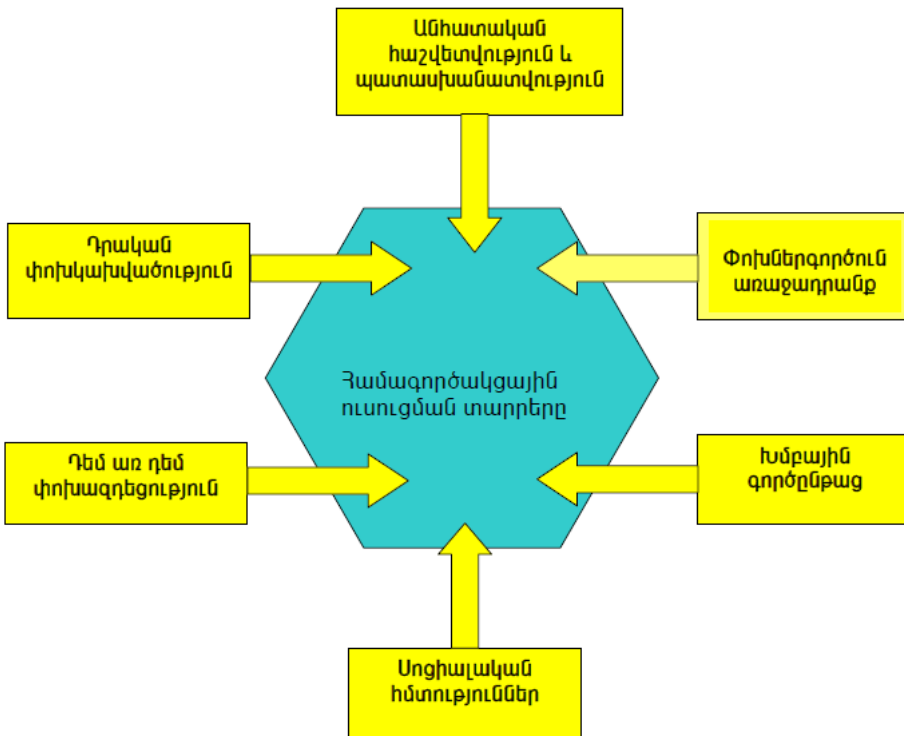 Անհատական
հաշվետվություն և
պատասխանատվություն
Դրական
փոխկախվածություն
Փոխներգործուն
առաջադրանք
Համագործակցային
ուսուցման տարրերը
Դեմ առ դեմ
փոխազդեցություն
Խմբային
գործընթաց
Սոցիալական
հմտություններ